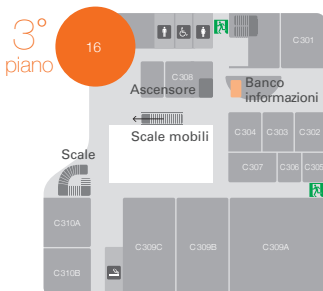 3°
piano
16
C301
C308
Ascensore
Banco
informazioni
Scale mobili
C304
C303
C302
Scale
C307
C306
C305
C310A
C310B
C309C
C309B
C309A